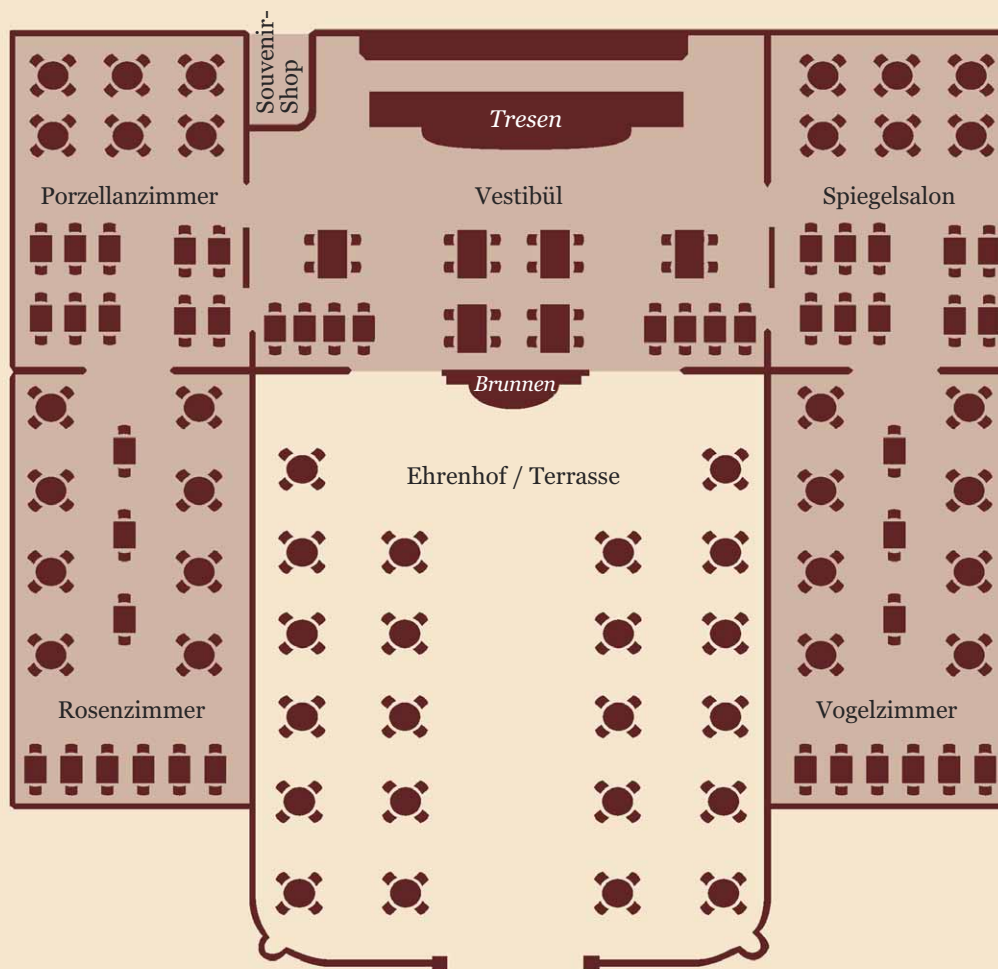 Souvenir-
Shop
Tresen
Porzellanzimmer
Vestibül
Spiegelsalon
Brunnen
Ehrenhof / Terrasse
Rosenzimmer
Vogelzimmer